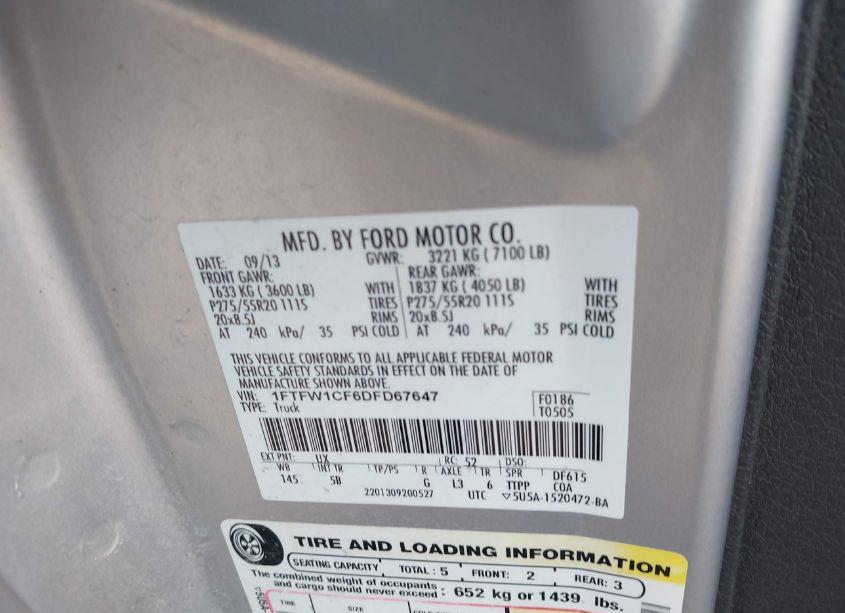 MFD. BY FORD MOTOR CO.
DATE: 09/13 GVWR: 3221 KG ( 7100 LB)
FRONT GAWR: REAR GAWR:
1633 KG ( 3600 LB) WITH 1837 KG ( 4050 LB) WITH
P275/55R20 111S TIRES P275/55R20 111S TIRES
20x8.5J RIMS 20x8.5J RIMS
AT 240 kPa/ 35 PSI COLD AT 240 kPa/ 35 PSI COLD
THIS VEHICLE CONFORMS TO ALL APPLICABLE FEDERAL MOTOR
VEHICLE SAFETY STANDARDS IN EFFECT ON THE DATE OF
MANUFACTURE SHOWN ABOVE.
VIN: 1FTFW1CF6DFD67647 F0186
TYPE: Truck T0505
EXT PNT: UX RC: 52 DSO:
WB INT TR TP/PS R AXLE TR SPR DF615
145 5B G L3 6 TTPP COA
2201309200527 UTC ▽5U5A-1520472-BA
TIRE AND LOADING INFORMATION
SEATING CAPACITY TOTAL : 5 FRONT: 2 REAR: 3
The combined weight of occupants
and cargo should never exceed : 652 kg or 1439 lbs.
TIRE SIZE